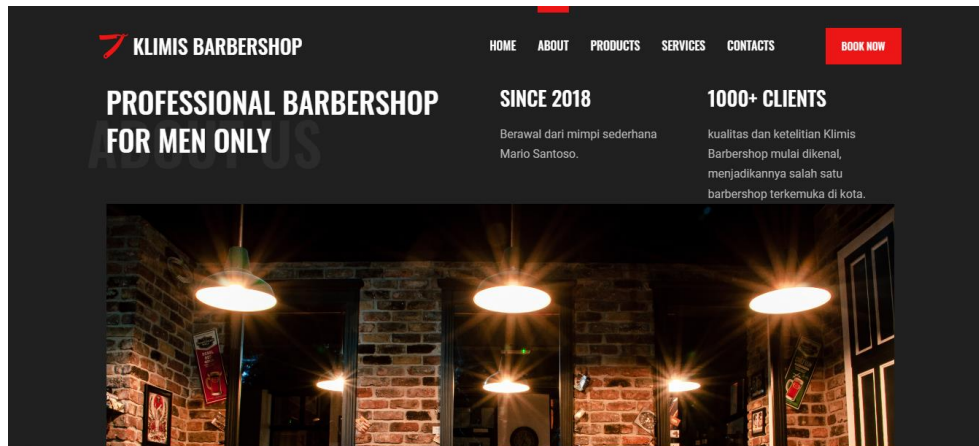 KLIMIS BARBERSHOP
HOME ABOUT PRODUCTS SERVICES CONTACTS BOOK NOW
PROFESSIONAL BARBERSHOP
FOR MEN ONLY
ABOUT US
SINCE 2018
Berawal dari mimpi sederhana
Mario Santoso.
1000+ CLIENTS
kualitas dan ketelitian Klimis
Barbershop mulai dikenal,
menjadikannya salah satu
barbershop terkemuka di kota.